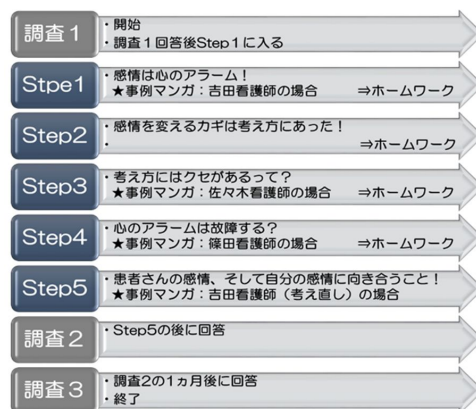 調査1
・開始
・調査1回答後Step1に入る
Stpe1
・感情は心のアラーム！
★事例マンガ：吉田看護師の場合 ⇒ホームワーク
Step2
・感情を変えるカギは考え方にあった！
・ ⇒ホームワーク
Step3
・考え方にはクセがあるって？
★事例マンガ：佐々木看護師の場合 ⇒ホームワーク
Step4
・心のアラームは故障する？
★事例マンガ：篠田看護師の場合 ⇒ホームワーク
Step5
・患者さんの感情、そして自分の感情に向き合うこと！
★事例マンガ：吉田看護師（考え直し）の場合
調査2
・Step5の後に回答
調査3
・調査2の1ヵ月後に回答
・終了